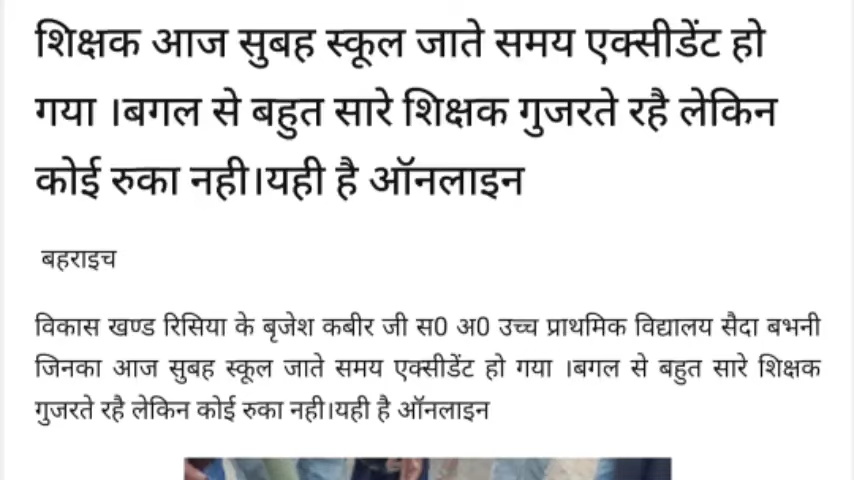 शिक्षक आज सुबह स्कूल जाते समय एक्सीडेंट हो
गया ।बगल से बहुत सारे शिक्षक गुजरते रहै लेकिन
कोई रुका नही।यही है ऑनलाइन
बहराइच
विकास खण्ड रिसिया के बृजेश कबीर जी स0 अ0 उच्च प्राथमिक विद्यालय सैदा बभनी
जिनका आज सुबह स्कूल जाते समय एक्सीडेंट हो गया ।बगल से बहुत सारे शिक्षक
गुजरते रहै लेकिन कोई रुका नही।यही है ऑनलाइन